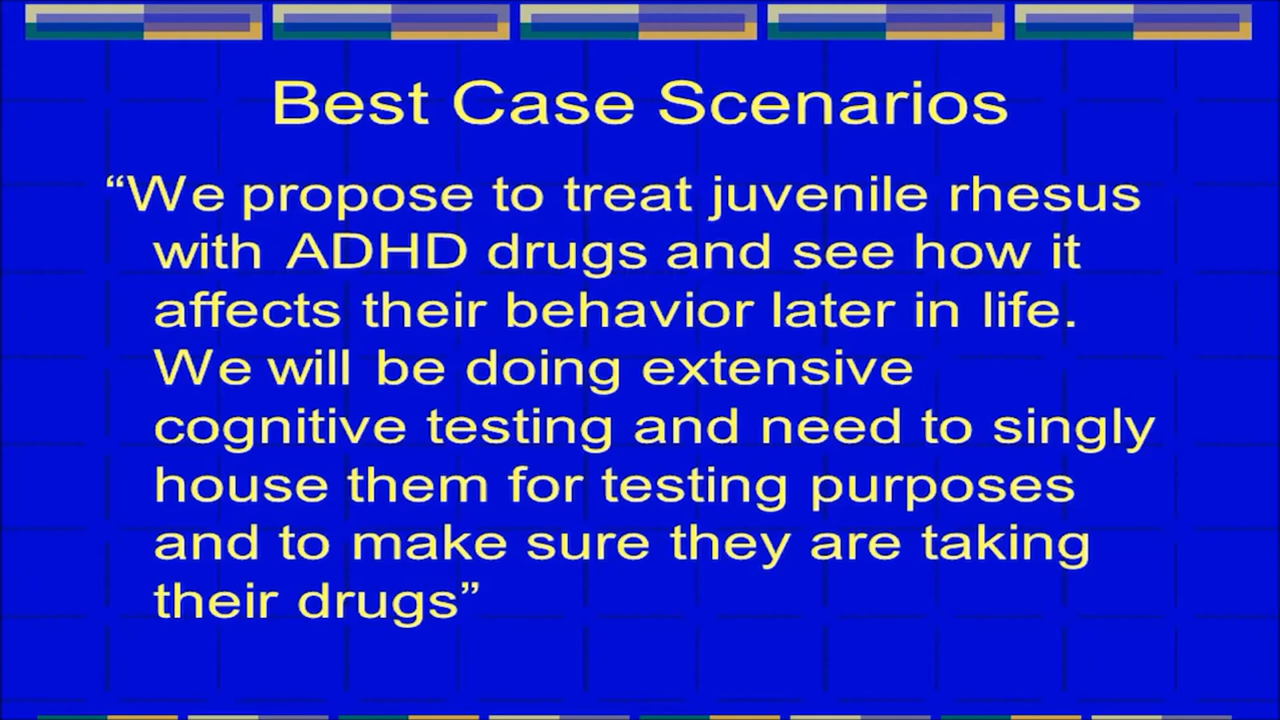 Best Case Scenarios
“We propose to treat juvenile rhesus
with ADHD drugs and see how it
affects their behavior later in life.
We will be doing extensive
cognitive testing and need to singly
house them for testing purposes
and to make sure they are taking
their drugs”